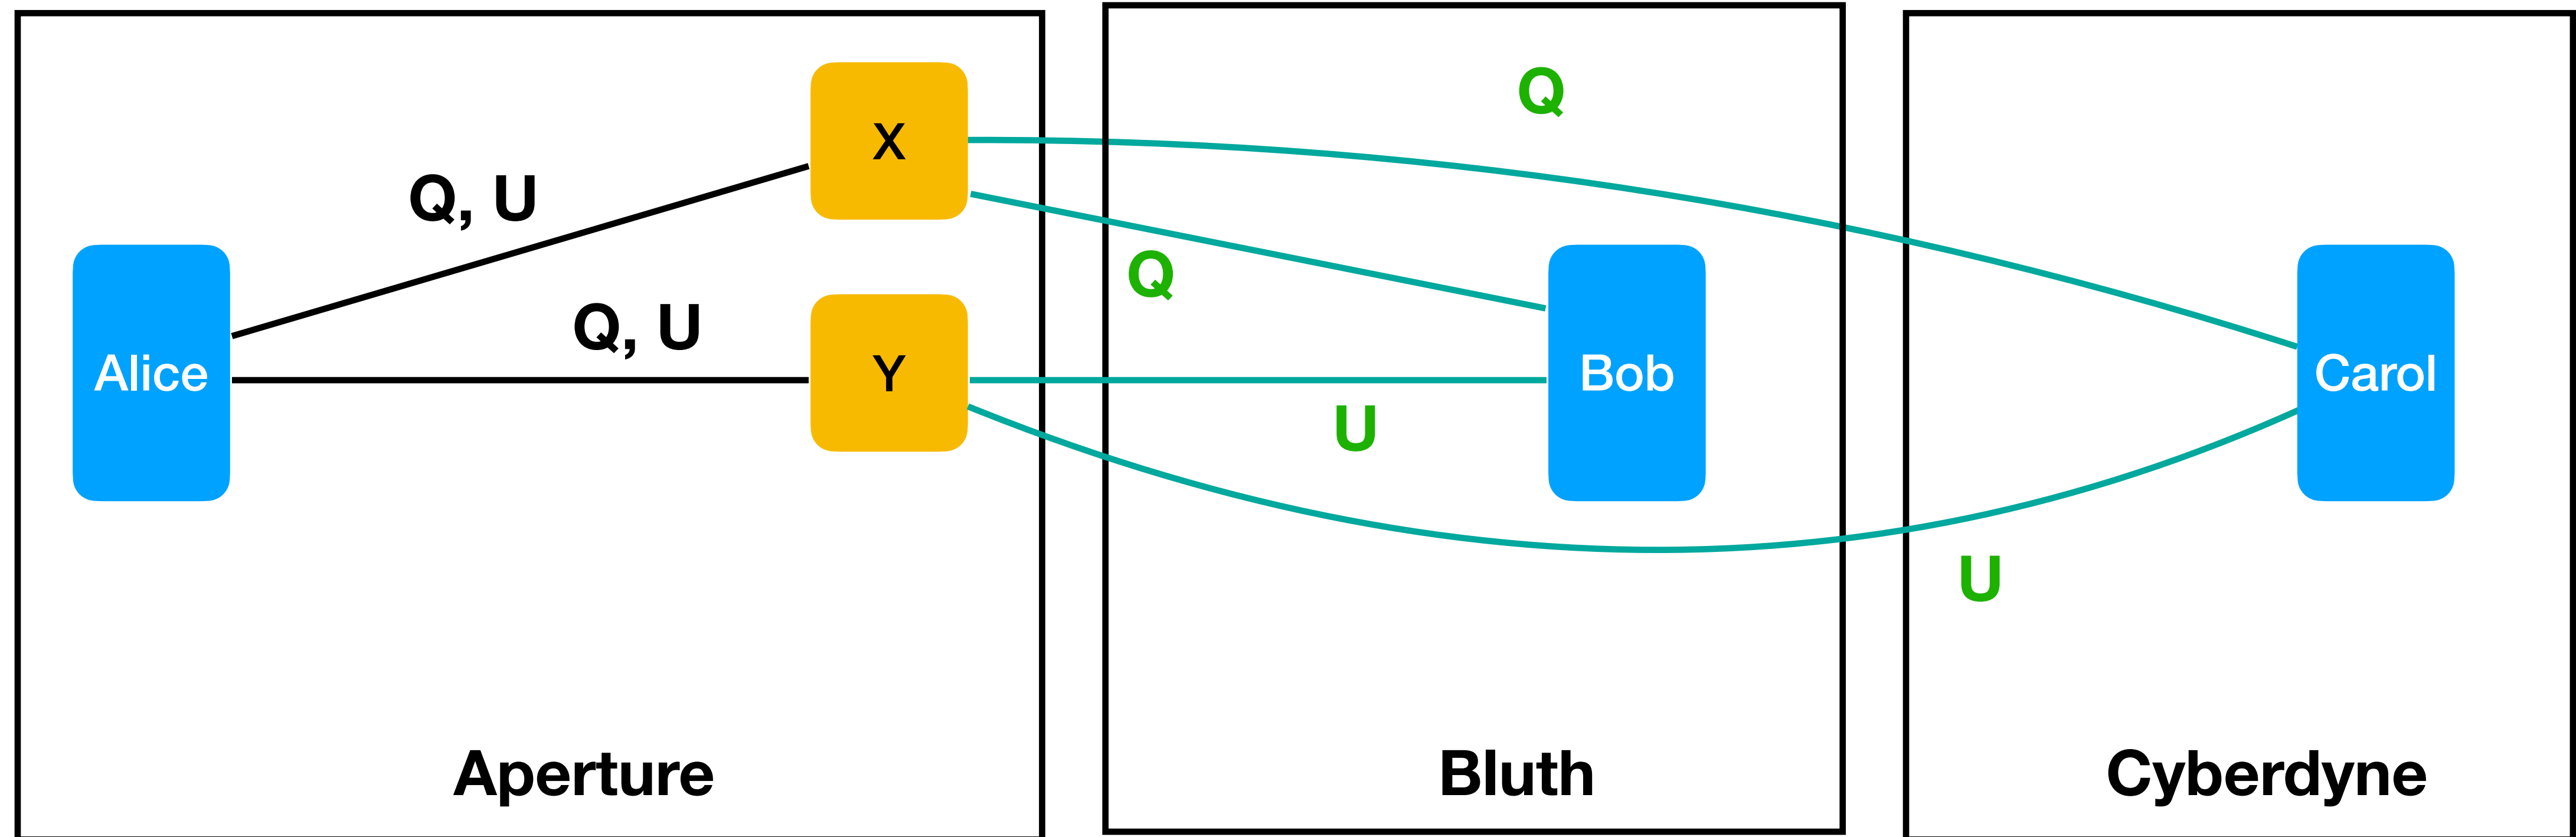 Q
X
Q, U
Q
Q, U
Alice
Y
Bob
Carol
U
U
Aperture
Bluth
Cyberdyne